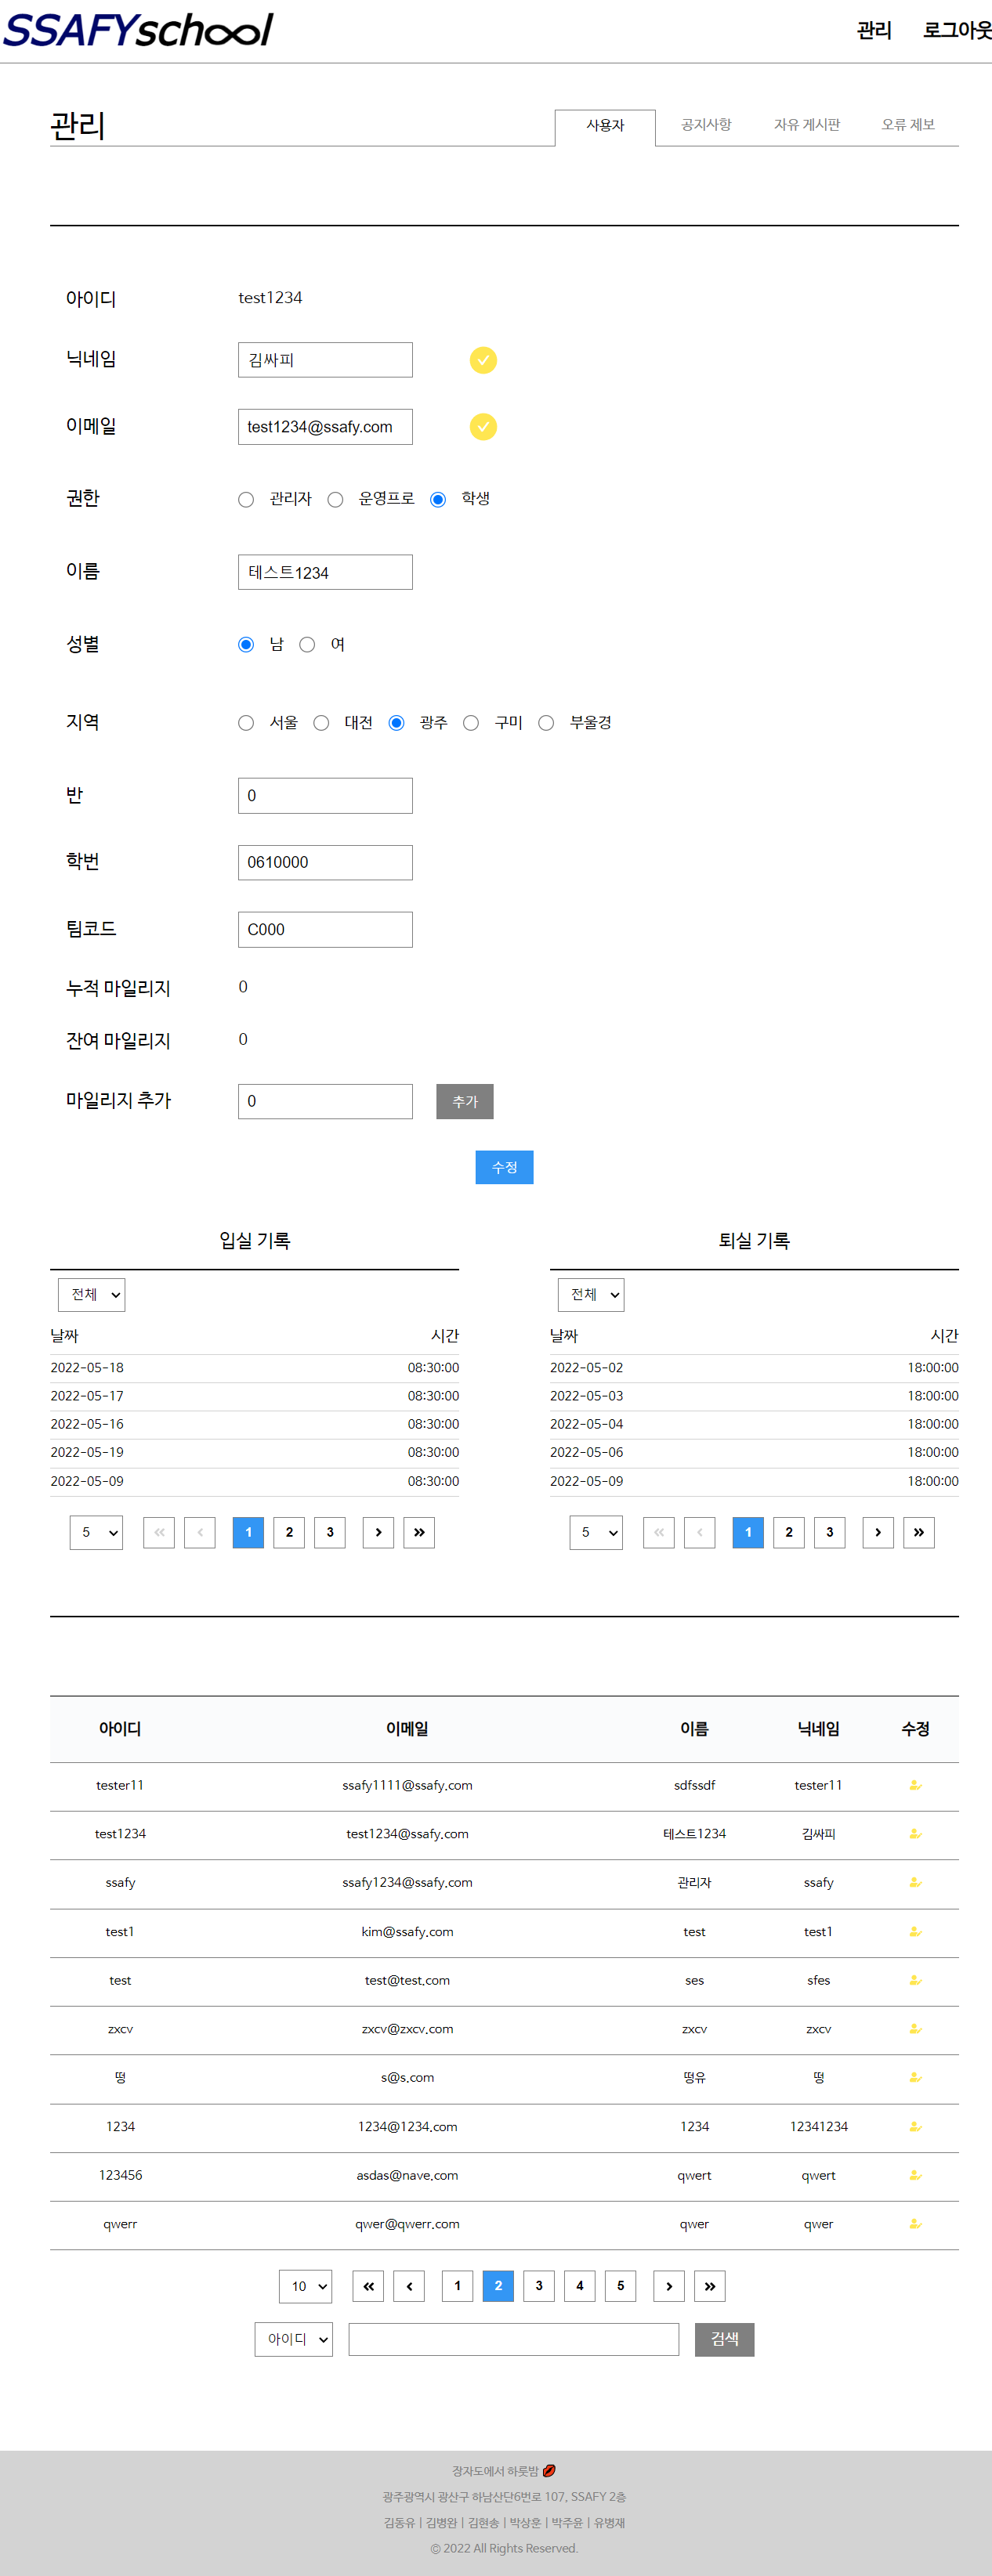 SSAFYschool 관리 로그아웃
관리 사용자 공지사항 자유 게시판 오류 제보
아이디 test1234
닉네임 김싸피
이메일 test1234@ssafy.com
권한 관리자 운영프로 학생
이름 테스트1234
성별 남 여
지역 서울 대전 광주 구미 부울경
반 0
학번 0610000
팀코드 C000
누적 마일리지 0
잔여 마일리지 0
마일리지 추가 0 추가
수정
입실 기록
전체
날짜 시간
2022-05-18 08:30:00
2022-05-17 08:30:00
2022-05-16 08:30:00
2022-05-19 08:30:00
2022-05-09 08:30:00
5 « ‹ 1 2 3 › »
퇴실 기록
전체
날짜 시간
2022-05-02 18:00:00
2022-05-03 18:00:00
2022-05-04 18:00:00
2022-05-06 18:00:00
2022-05-09 18:00:00
5 « ‹ 1 2 3 › »
아이디 이메일 이름 닉네임 수정
tester11 ssafy1111@ssafy.com sdfssdf tester11
test1234 test1234@ssafy.com 테스트1234 김싸피
ssafy ssafy1234@ssafy.com 관리자 ssafy
test1 kim@ssafy.com test test1
test test@test.com ses sfes
zxcv zxcv@zxcv.com zxcv zxcv
떵 s@s.com 떵유 떵
1234 1234@1234.com 1234 12341234
123456 asdas@nave.com qwert qwert
qwerr qwer@qwerr.com qwer qwer
10 « ‹ 1 2 3 4 5 › »
아이디 검색
장자도에서 하룻밤
광주광역시 광산구 하남산단6번로 107, SSAFY 2층
김동유 | 김병완 | 김현송 | 박상훈 | 박주윤 | 유병재
© 2022 All Rights Reserved.